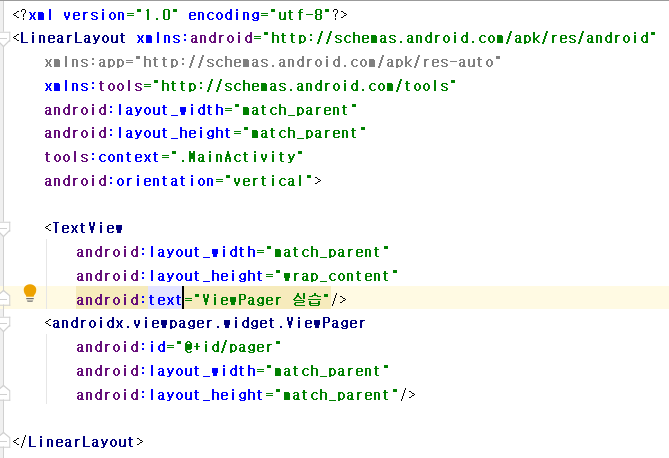 <?xml version="1.0" encoding="utf-8"?>
<LinearLayout xmlns:android="http://schemas.android.com/apk/res/android"
    xmlns:app="http://schemas.android.com/apk/res-auto"
    xmlns:tools="http://schemas.android.com/tools"
    android:layout_width="match_parent"
    android:layout_height="match_parent"
    tools:context=".MainActivity"
    android:orientation="vertical">

    <TextView
        android:layout_width="match_parent"
        android:layout_height="wrap_content"
        android:text="ViewPager 실습"/>
    <androidx.viewpager.widget.ViewPager
        android:id="@+id/pager"
        android:layout_width="match_parent"
        android:layout_height="match_parent"/>

</LinearLayout>